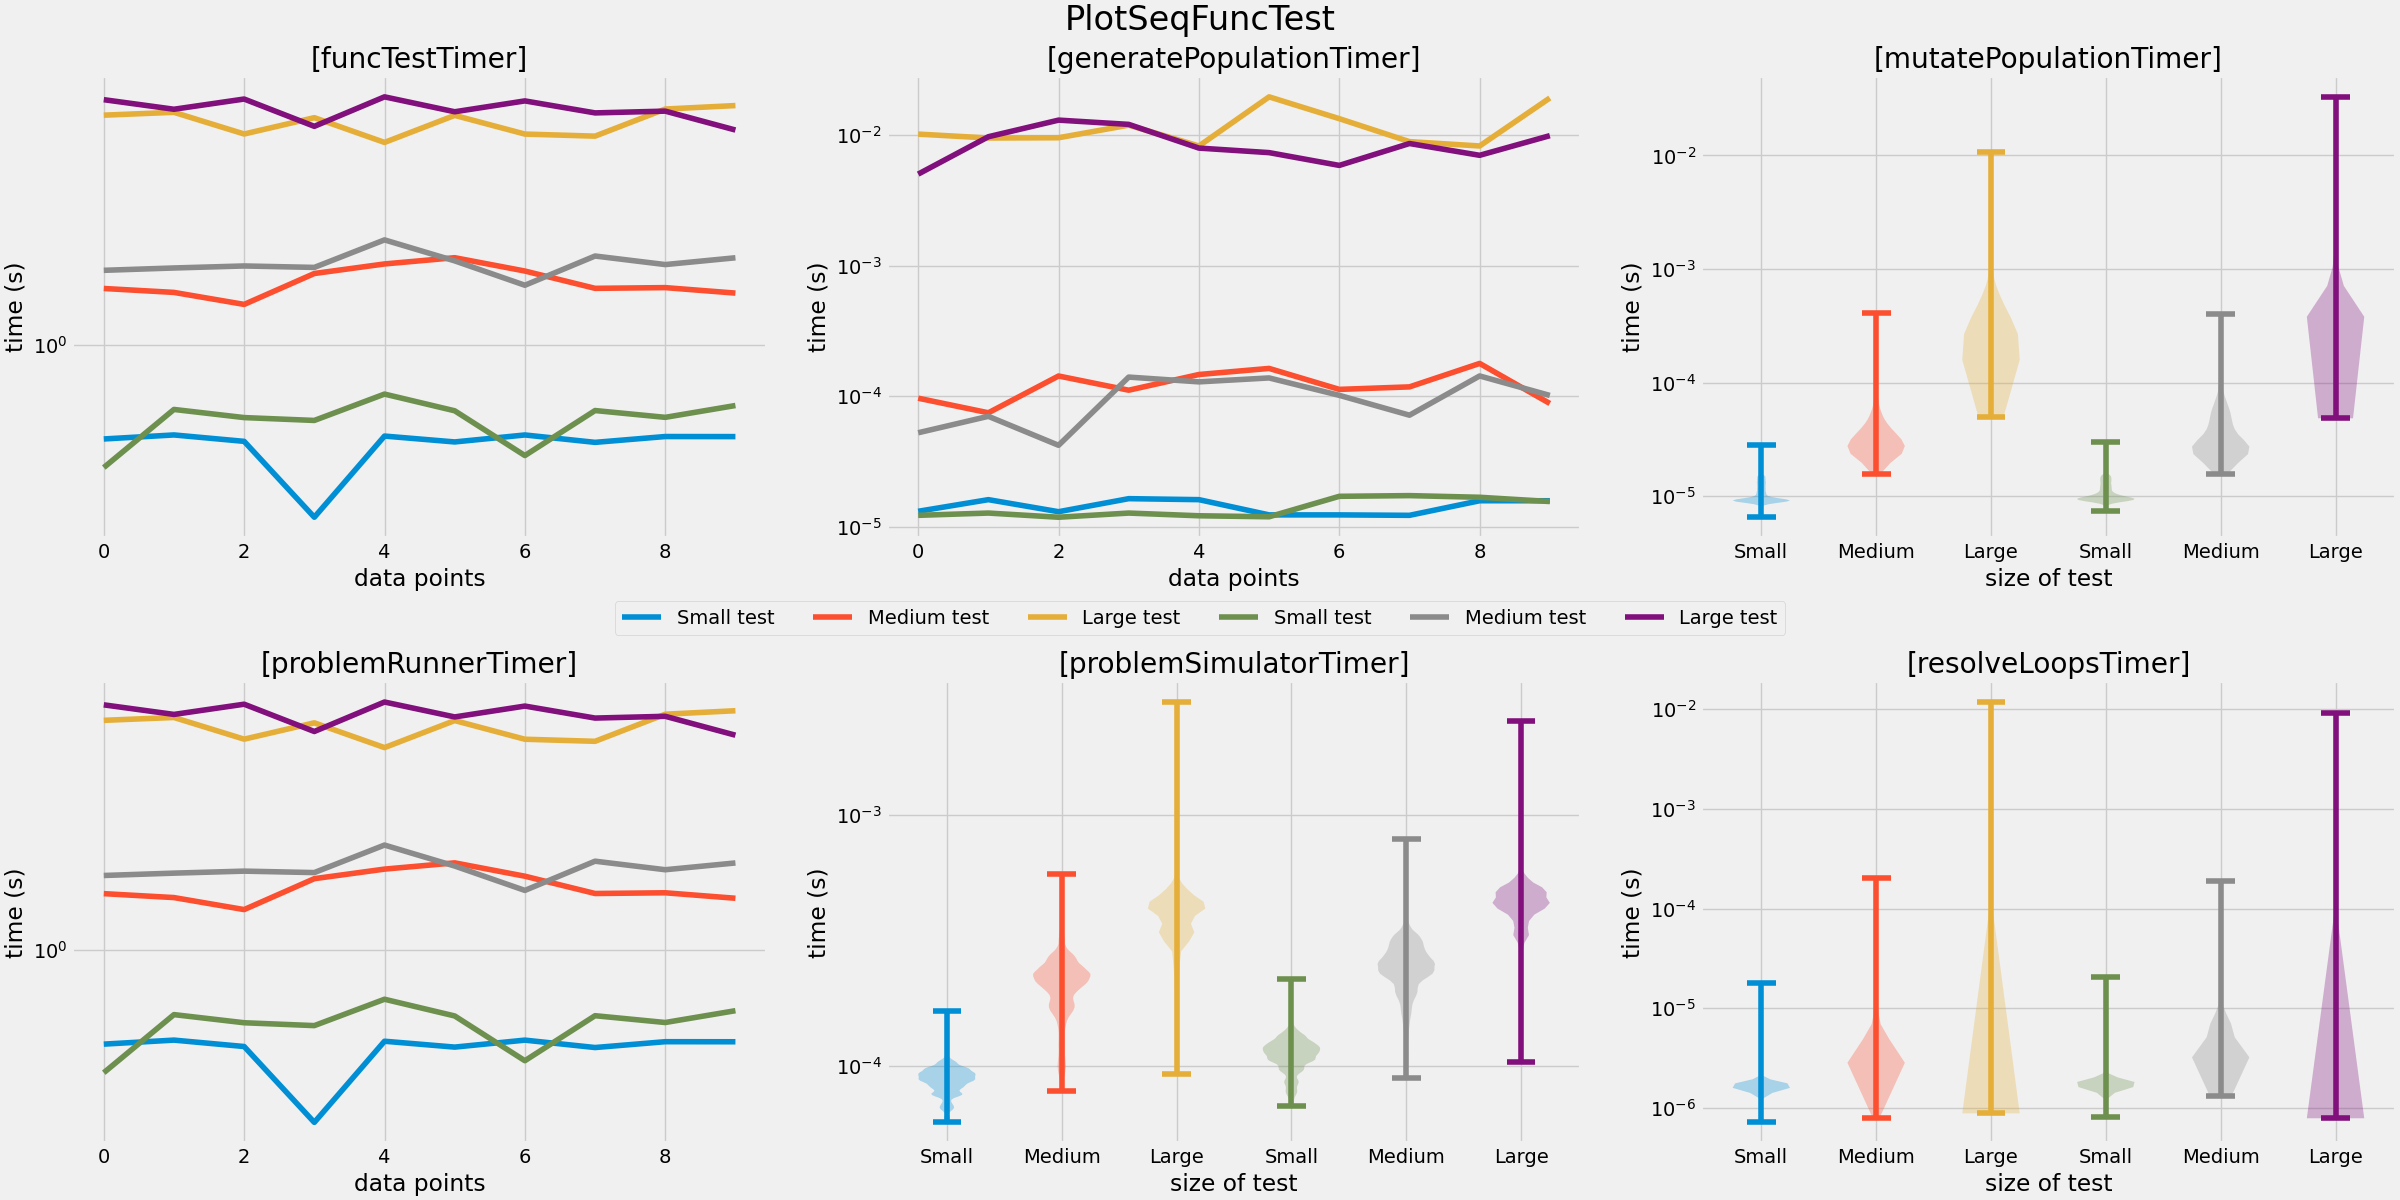 PlotSeqFuncTest
[funcTestTimer]
time (s)
10⁰
0 2 4 6 8
data points
[generatePopulationTimer]
time (s)
10⁻²
10⁻³
10⁻⁴
10⁻⁵
0 2 4 6 8
data points
[mutatePopulationTimer]
time (s)
10⁻²
10⁻³
10⁻⁴
10⁻⁵
Small Medium Large Small Medium Large
size of test
Small test Medium test Large test Small test Medium test Large test
[problemRunnerTimer]
time (s)
10⁰
0 2 4 6 8
data points
[problemSimulatorTimer]
time (s)
10⁻³
10⁻⁴
Small Medium Large Small Medium Large
size of test
[resolveLoopsTimer]
time (s)
10⁻²
10⁻³
10⁻⁴
10⁻⁵
10⁻⁶
Small Medium Large Small Medium Large
size of test